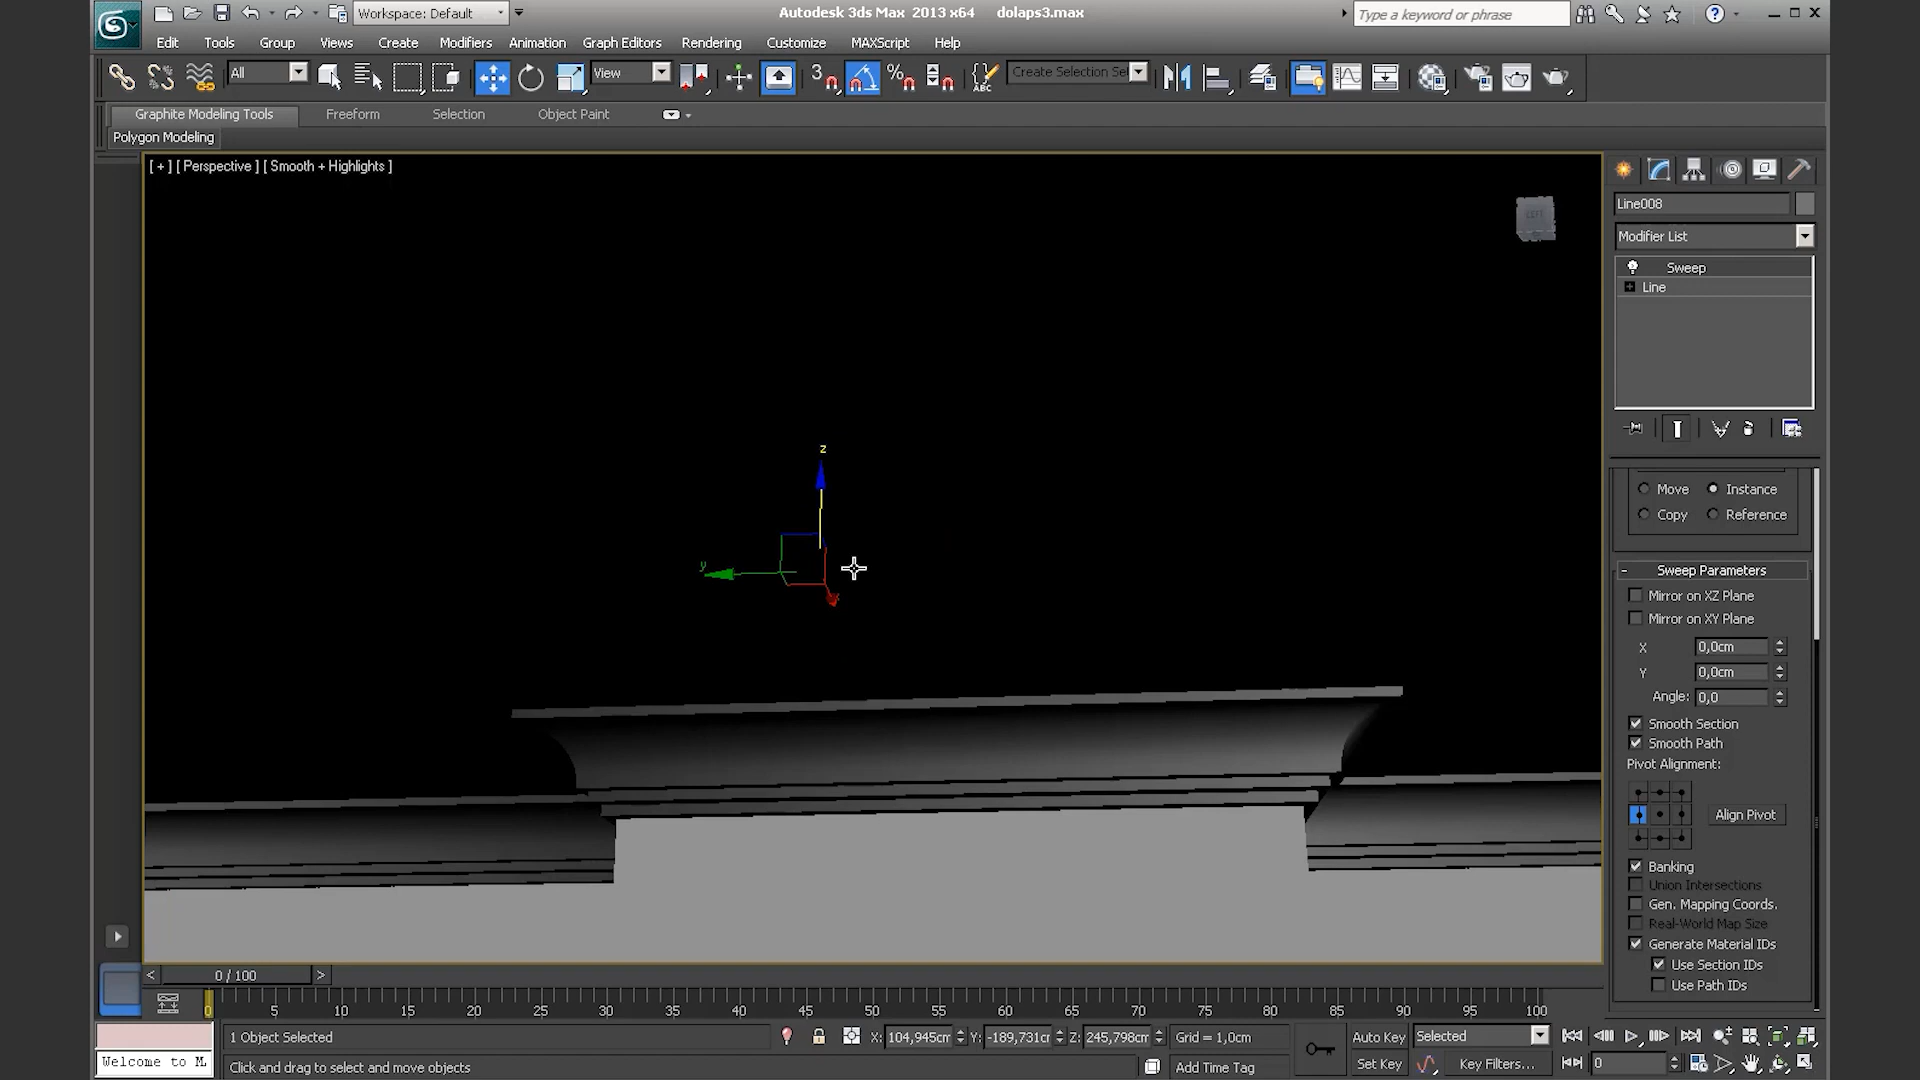 Workspace: Default
Autodesk 3ds Max 2013 x64 dolaps3.max
Type a keyword or phrase
Edit Tools Group Views Create Modifiers Animation Graph Editors Rendering Customize MAXScript Help
All
View
3
%
ABC
Create Selection Set
Graphite Modeling Tools Freeform Selection Object Paint
Polygon Modeling
[ + ] [ Perspective ] [ Smooth + Highlights ]
LEFT
z
y
Line008
Modifier List
Sweep
Line
Move Instance
Copy Reference
- Sweep Parameters
Mirror on XZ Plane
Mirror on XY Plane
X 0,0cm
Y 0,0cm
Angle: 0,0
Smooth Section
Smooth Path
Pivot Alignment:
Align Pivot
Banking
Union Intersections
Gen. Mapping Coords.
Real-World Map Size
Generate Material IDs
Use Section IDs
Use Path IDs
< 0 / 100 >
0 5 10 15 20 25 30 35 40 45 50 55 60 65 70 75 80 85 90 95 100
1 Object Selected X: 104,945cm Y: -189,731cm Z: 245,798cm Grid = 1,0cm Auto Key Selected
Welcome to M. Click and drag to select and move objects Add Time Tag Set Key Key Filters... 0